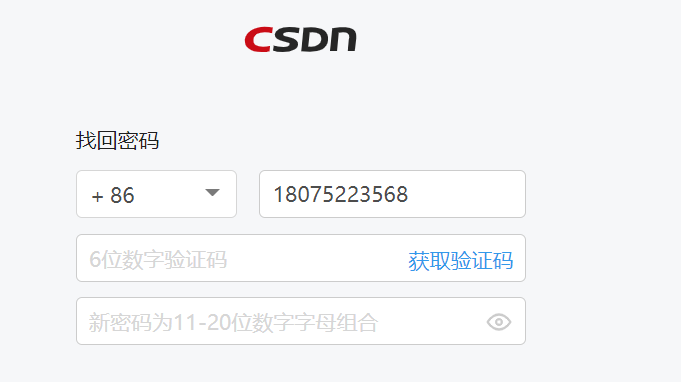 CSDN
找回密码
+ 86 18075223568
6位数字验证码 获取验证码
新密码为11-20位数字字母组合